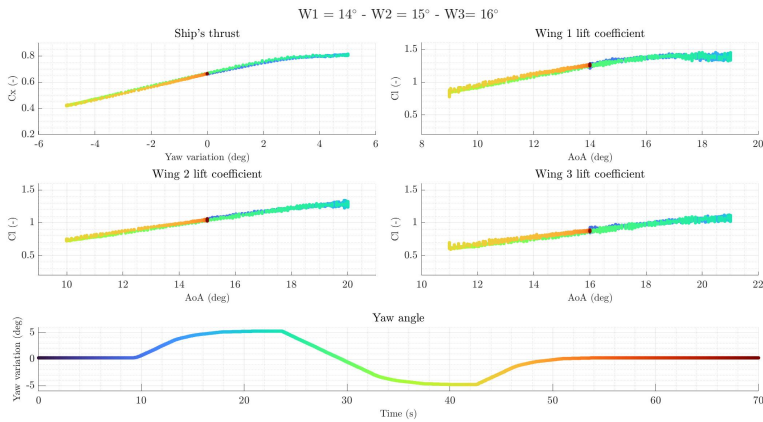 W1 = 14° - W2 = 15° - W3= 16°
Ship's thrust
Wing 1 lift coefficient
0.8
0.6
0.4
0.2
Cx (-)
-6 -4 -2 0 2 4 6
Yaw variation (deg)
1.5
1
0.5
Cl (-)
8 10 12 14 16 18 20
AoA (deg)
Wing 2 lift coefficient
Wing 3 lift coefficient
1.5
1
0.5
Cl (-)
10 12 14 16 18 20
AoA (deg)
1.5
1
0.5
Cl (-)
10 12 14 16 18 20 22
AoA (deg)
Yaw angle
5
0
-5
Yaw variation (deg)
0 10 20 30 40 50 60 70
Time (s)